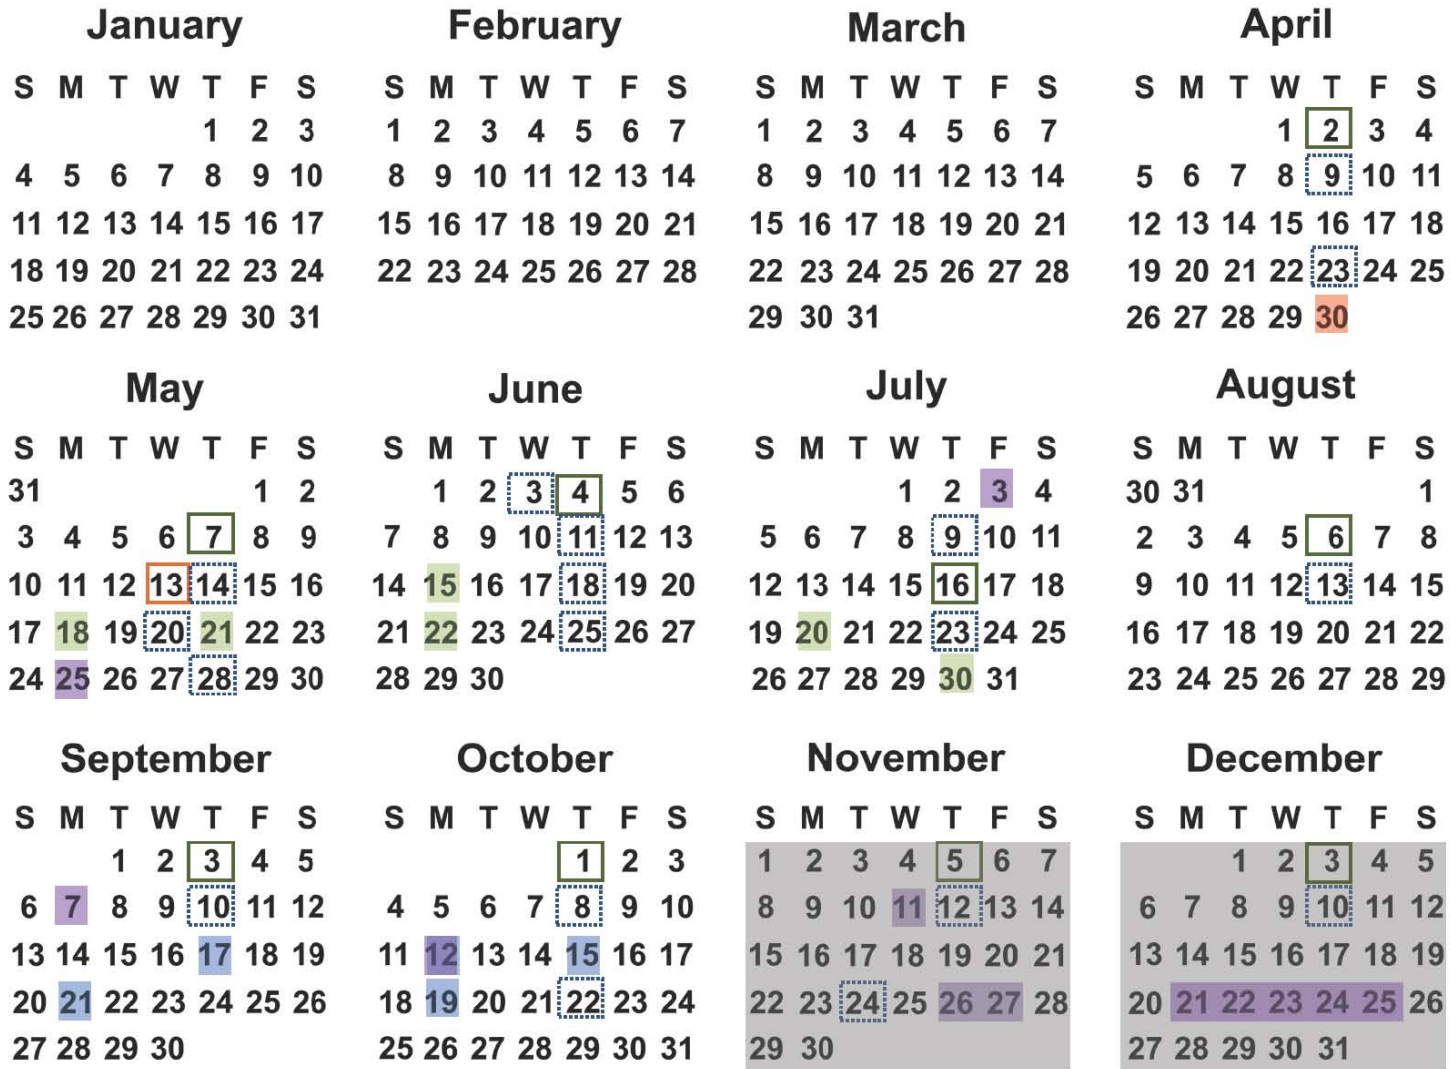 January
S M T W T F S
1 2 3
4 5 6 7 8 9 10
11 12 13 14 15 16 17
18 19 20 21 22 23 24
25 26 27 28 29 30 31
February
S M T W T F S
1 2 3 4 5 6 7
8 9 10 11 12 13 14
15 16 17 18 19 20 21
22 23 24 25 26 27 28
March
S M T W T F S
1 2 3 4 5 6 7
8 9 10 11 12 13 14
15 16 17 18 19 20 21
22 23 24 25 26 27 28
29 30 31
April
S M T W T F S
1 2 3 4
5 6 7 8 9 10 11
12 13 14 15 16 17 18
19 20 21 22 23 24 25
26 27 28 29 30
May
S M T W T F S
31 1 2
3 4 5 6 7 8 9
10 11 12 13 14 15 16
17 18 19 20 21 22 23
24 25 26 27 28 29 30
June
S M T W T F S
1 2 3 4 5 6
7 8 9 10 11 12 13
14 15 16 17 18 19 20
21 22 23 24 25 26 27
28 29 30
July
S M T W T F S
1 2 3 4
5 6 7 8 9 10 11
12 13 14 15 16 17 18
19 20 21 22 23 24 25
26 27 28 29 30 31
August
S M T W T F S
30 31 1
2 3 4 5 6 7 8
9 10 11 12 13 14 15
16 17 18 19 20 21 22
23 24 25 26 27 28 29
September
S M T W T F S
1 2 3 4 5
6 7 8 9 10 11 12
13 14 15 16 17 18 19
20 21 22 23 24 25 26
27 28 29 30
October
S M T W T F S
1 2 3
4 5 6 7 8 9 10
11 12 13 14 15 16 17
18 19 20 21 22 23 24
25 26 27 28 29 30 31
November
S M T W T F S
1 2 3 4 5 6 7
8 9 10 11 12 13 14
15 16 17 18 19 20 21
22 23 24 25 26 27 28
29 30
December
S M T W T F S
1 2 3 4 5
6 7 8 9 10 11 12
13 14 15 16 17 18 19
20 21 22 23 24 25 26
27 28 29 30 31